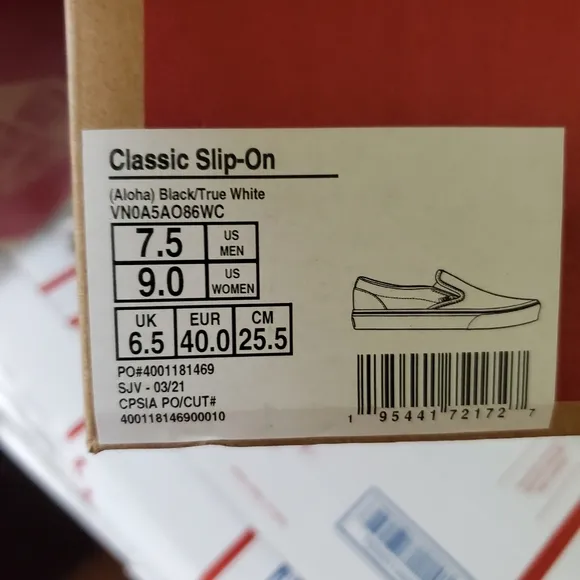 Classic Slip-On
(Aloha) Black/True White
VN0A5AO86WC
7.5 US MEN
9.0 US WOMEN
UK EUR CM
6.5 40.0 25.5
PO#4001181469
SJV - 03/21
CPSIA PO/CUT#
400118146900010
1 95441 72172 7